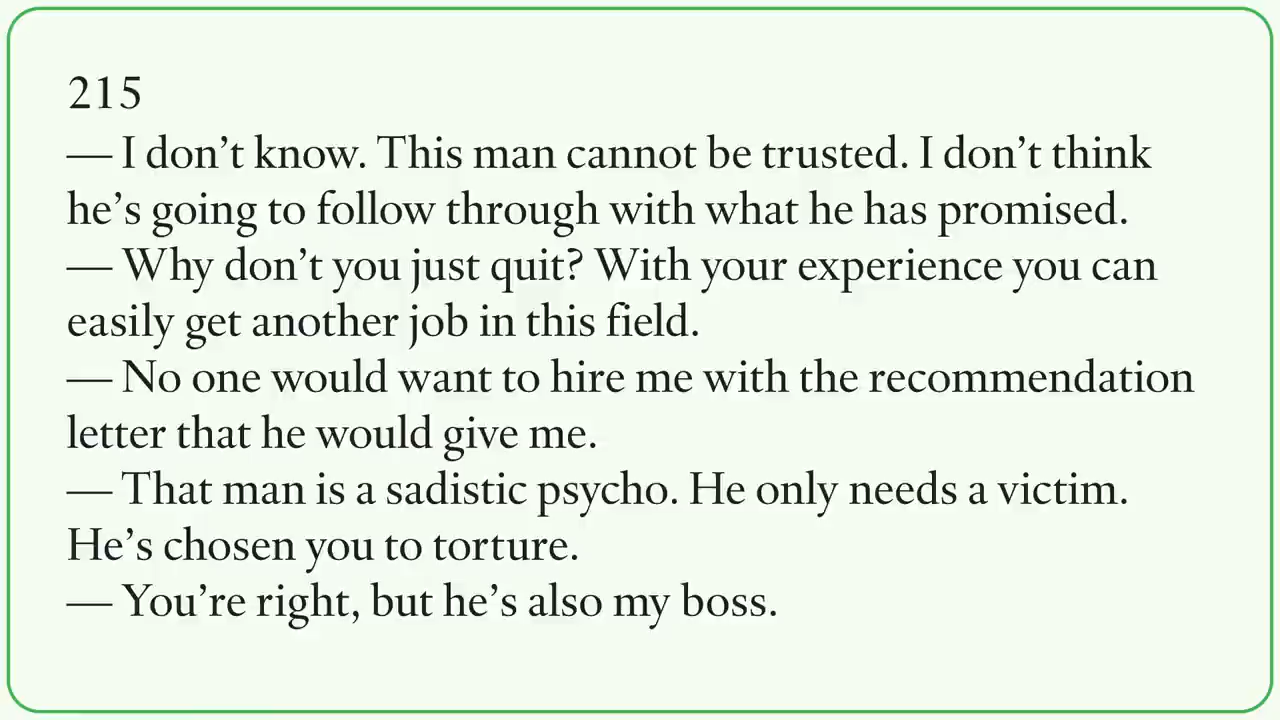 215
— I don’t know. This man cannot be trusted. I don’t think
he’s going to follow through with what he has promised.
— Why don’t you just quit? With your experience you can
easily get another job in this field.
— No one would want to hire me with the recommendation
letter that he would give me.
— That man is a sadistic psycho. He only needs a victim.
He’s chosen you to torture.
— You’re right, but he’s also my boss.